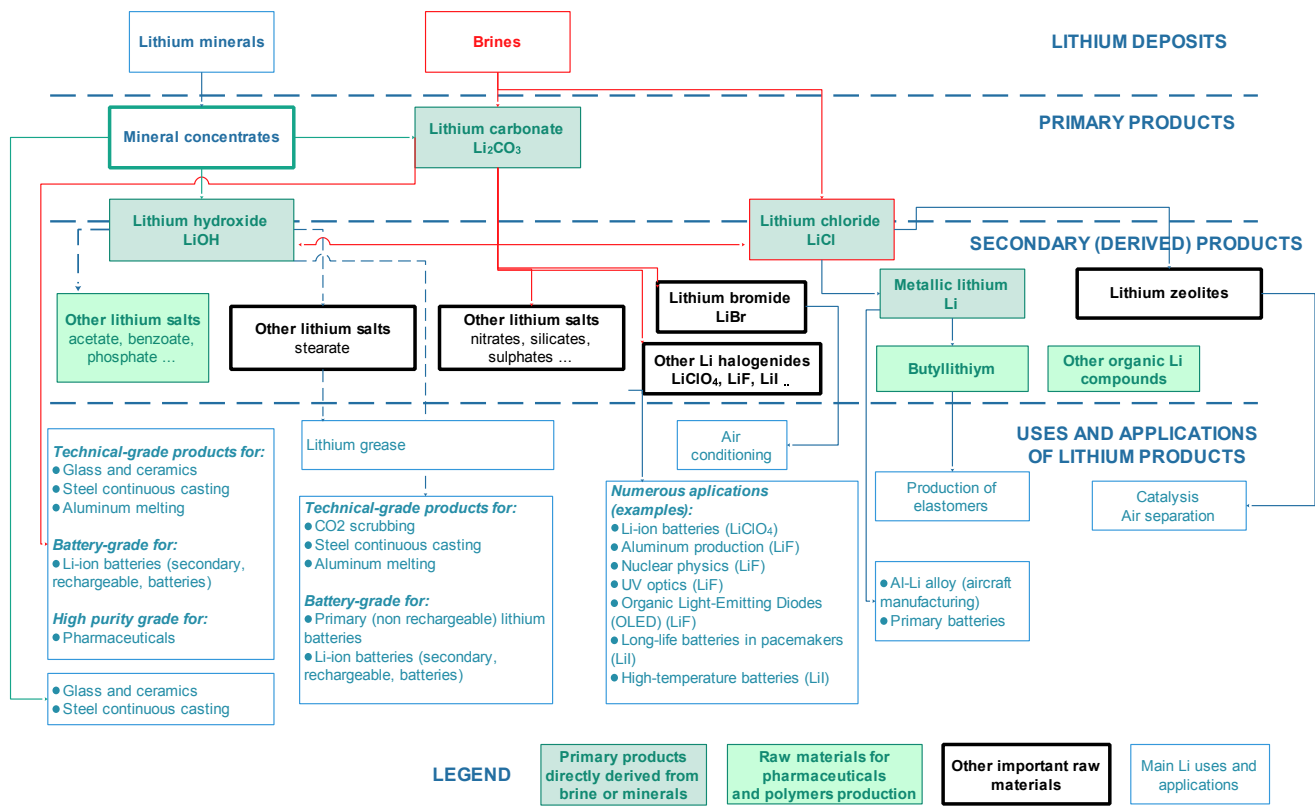 Lithium minerals
Brines
LITHIUM DEPOSITS
PRIMARY PRODUCTS
Mineral concentrates
Lithium carbonate
Li₂CO₃
Lithium hydroxide
LiOH
Lithium chloride
LiCl
SECONDARY (DERIVED) PRODUCTS
Other lithium salts
acetate, benzoate,
phosphate ...
Other lithium salts
stearate
Other lithium salts
nitrates, silicates,
sulphates ...
Lithium bromide
LiBr
Other Li halogenides
LiClO₄, LiF, LiI ..
Metallic lithium
Li
Lithium zeolites
Butyllithiym
Other organic Li
compounds
USES AND APPLICATIONS
OF LITHIUM PRODUCTS
Technical-grade products for:
● Glass and ceramics
● Steel continuous casting
● Aluminum melting
Battery-grade for:
● Li-ion batteries (secondary,
rechargeable, batteries)
High purity grade for:
● Pharmaceuticals
● Glass and ceramics
● Steel continuous casting
Lithium grease
Technical-grade products for:
● CO2 scrubbing
● Steel continuous casting
● Aluminum melting
Battery-grade for:
● Primary (non rechargeable) lithium
batteries
● Li-ion batteries (secondary,
rechargeable, batteries)
Air
conditioning
Numerous aplications
(examples):
● Li-ion batteries (LiClO₄)
● Aluminum production (LiF)
● Nuclear physics (LiF)
● UV optics (LiF)
● Organic Light-Emitting Diodes
(OLED) (LiF)
● Long-life batteries in pacemakers
(LiI)
● High-temperature batteries (LiI)
Production of
elastomers
● Al-Li alloy (aircraft
manufacturing)
● Primary batteries
Catalysis
Air separation
LEGEND
Primary products
directly derived from
brine or minerals
Raw materials for
pharmaceuticals
and polymers production
Other important raw
materials
Main Li uses and
applications